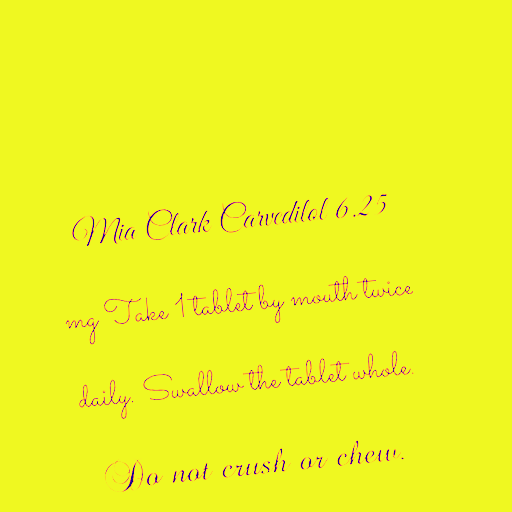 Mia Clark Carvedilol 6.25
mg Take 1 tablet by mouth twice
daily. Swallow the tablet whole.
Do not crush or chew.